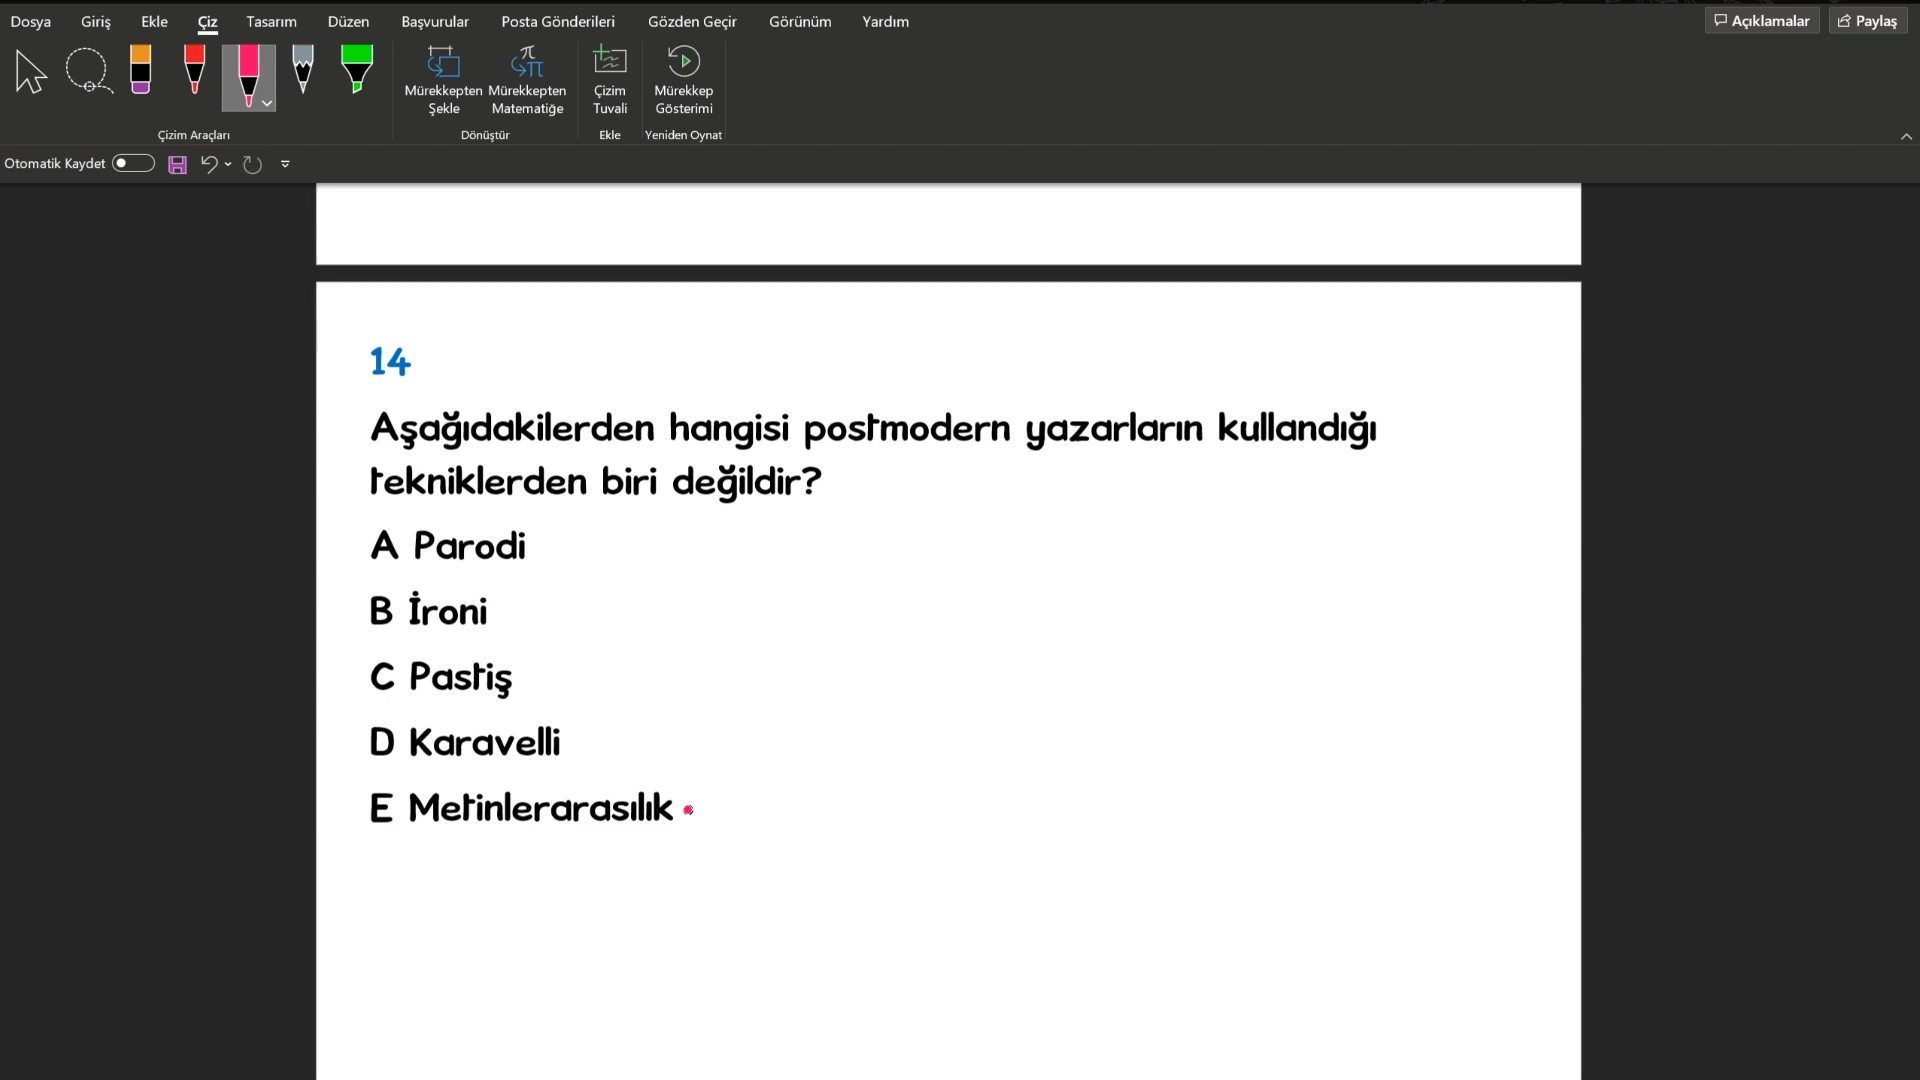 Dosya Giriş Ekle Çiz Tasarım Düzen Başvurular Posta Gönderileri Gözden Geçir Görünüm Yardım Açıklamalar Paylaş
Mürekkepten Şekle
Mürekkepten Matematiğe
Çizim Tuvali
Mürekkep Gösterimi
Çizim Araçları Dönüştür Ekle Yeniden Oynat
Otomatik Kaydet
14
Aşağıdakilerden hangisi postmodern yazarların kullandığı
tekniklerden biri değildir?
A Parodi
B İroni
C Pastiş
D Karavelli
E Metinlerarasılık